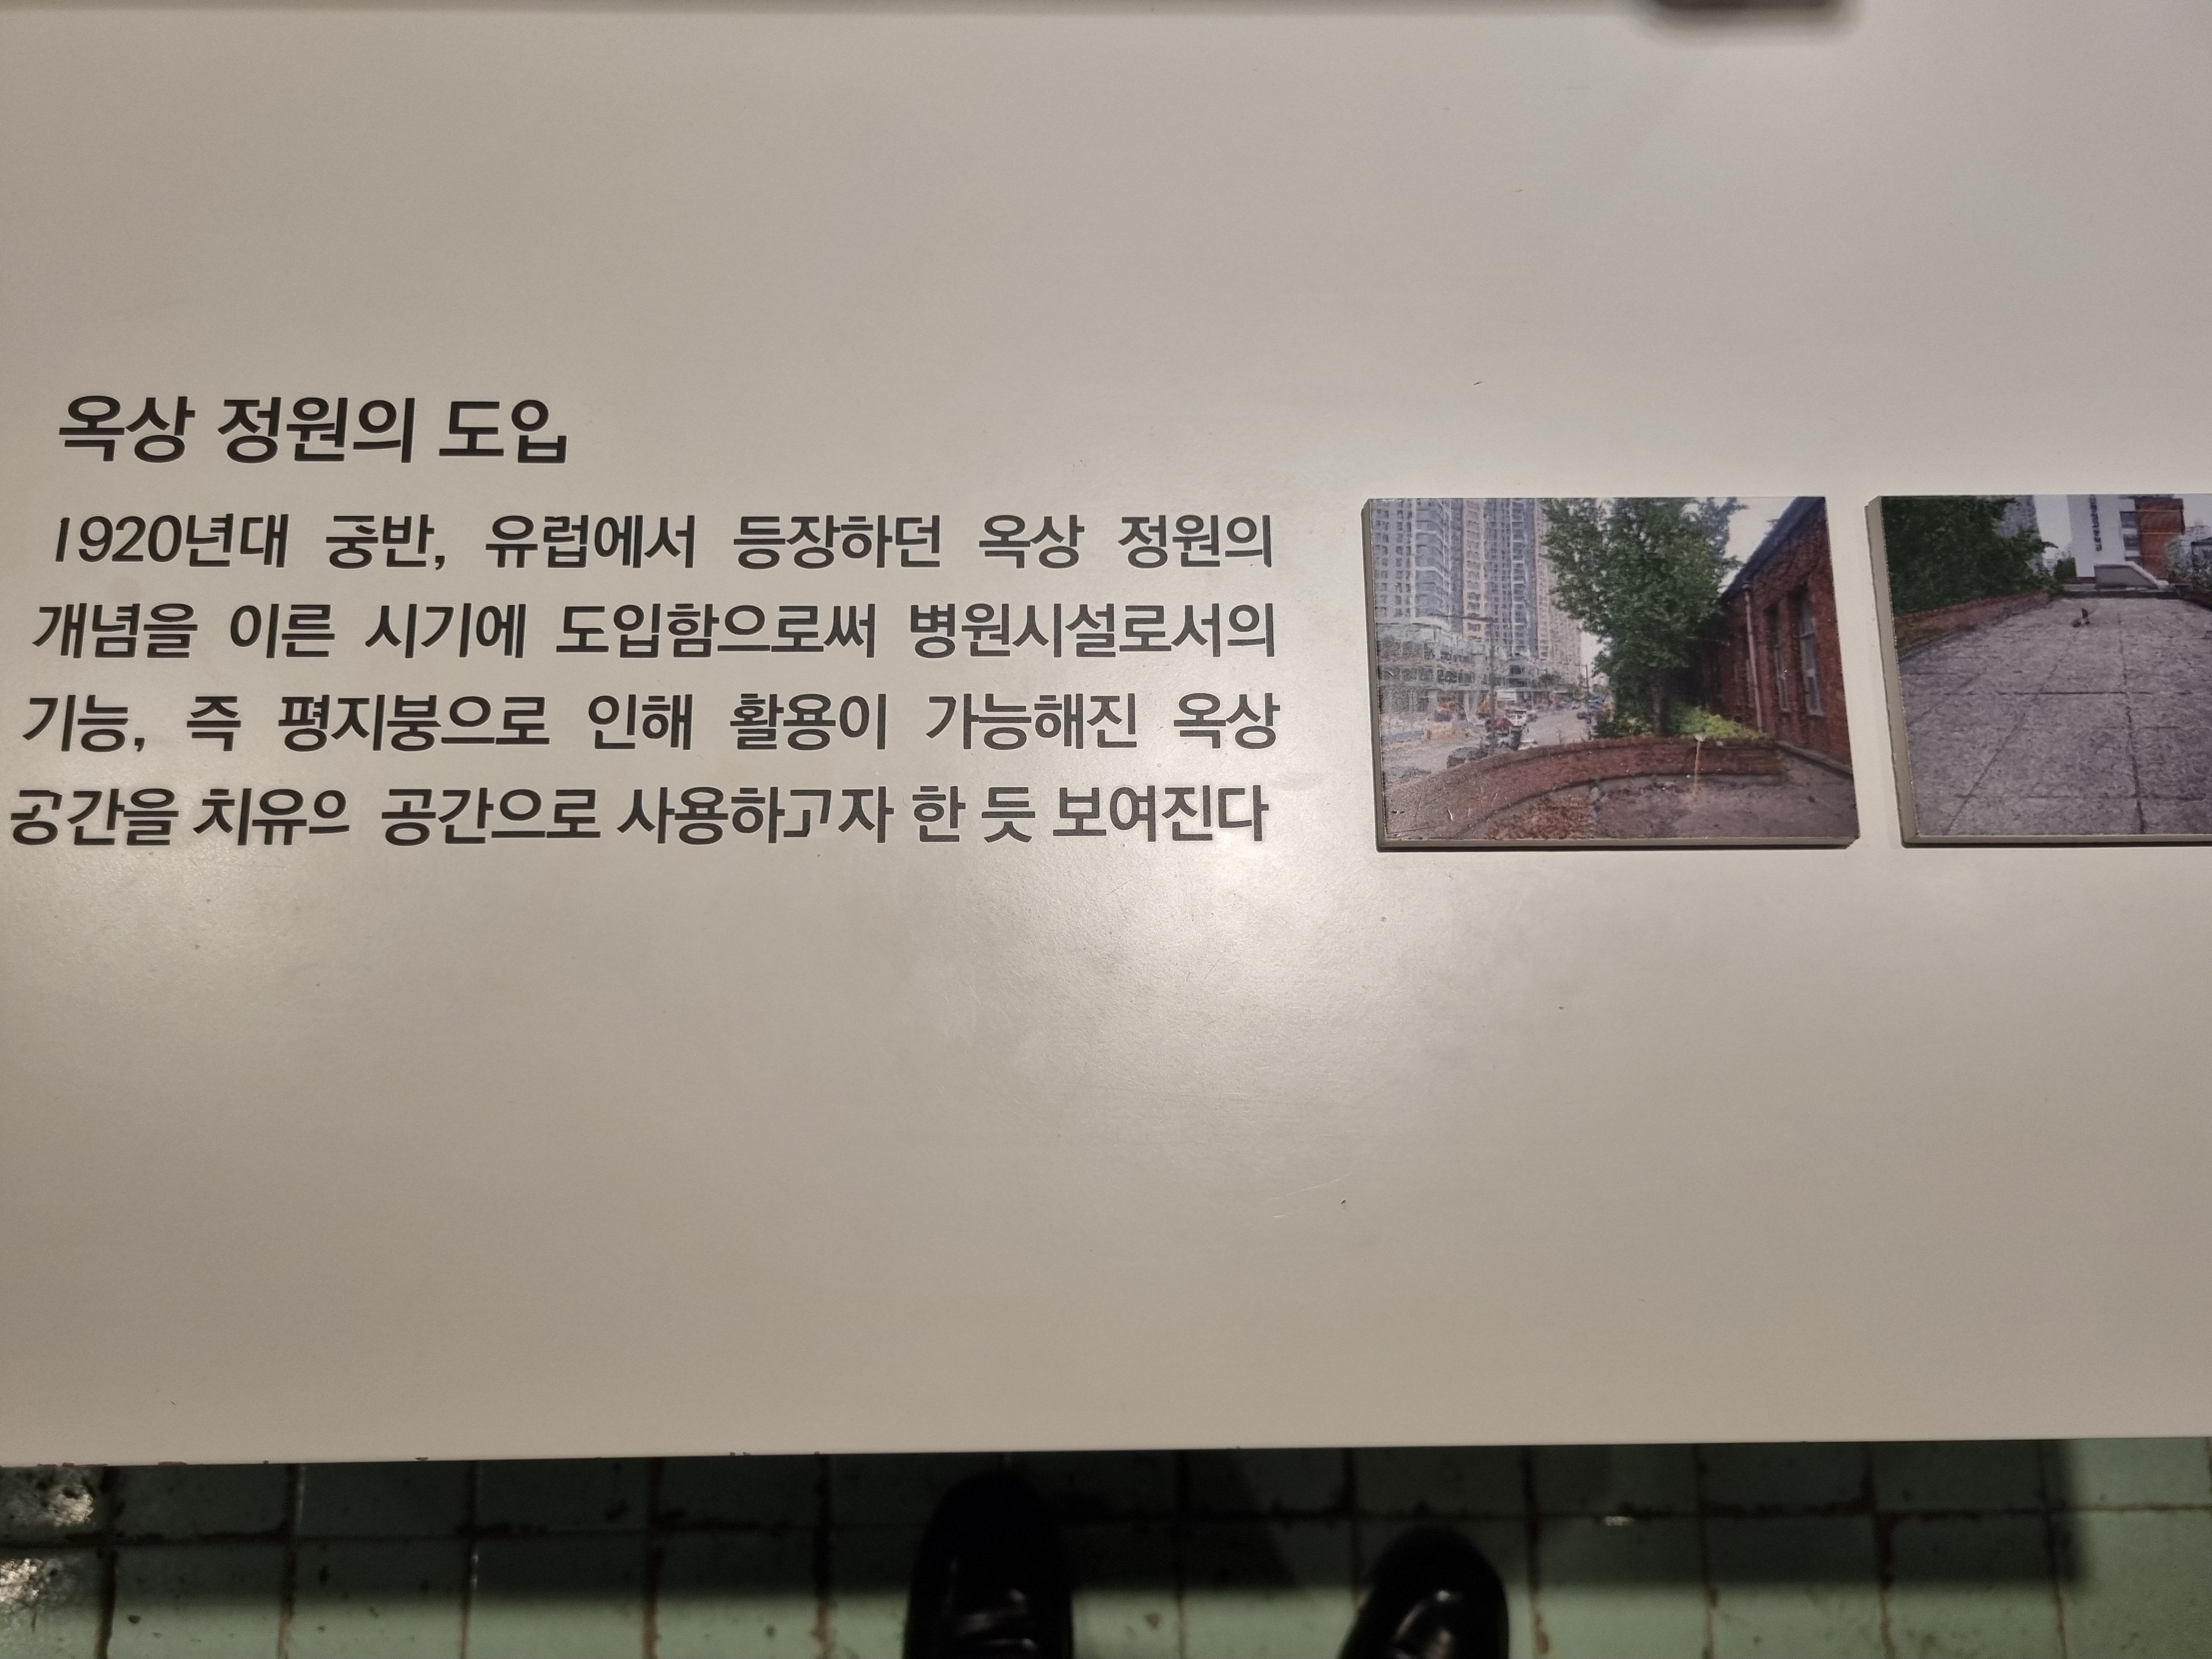 옥상 정원의 도입
1920년대 중반, 유럽에서 등장하던 옥상 정원의
개념을 이른 시기에 도입함으로써 병원시설로서의
기능, 즉 평지붕으로 인해 활용이 가능해진 옥상
공간을 치유의 공간으로 사용하고자 한 듯 보여진다